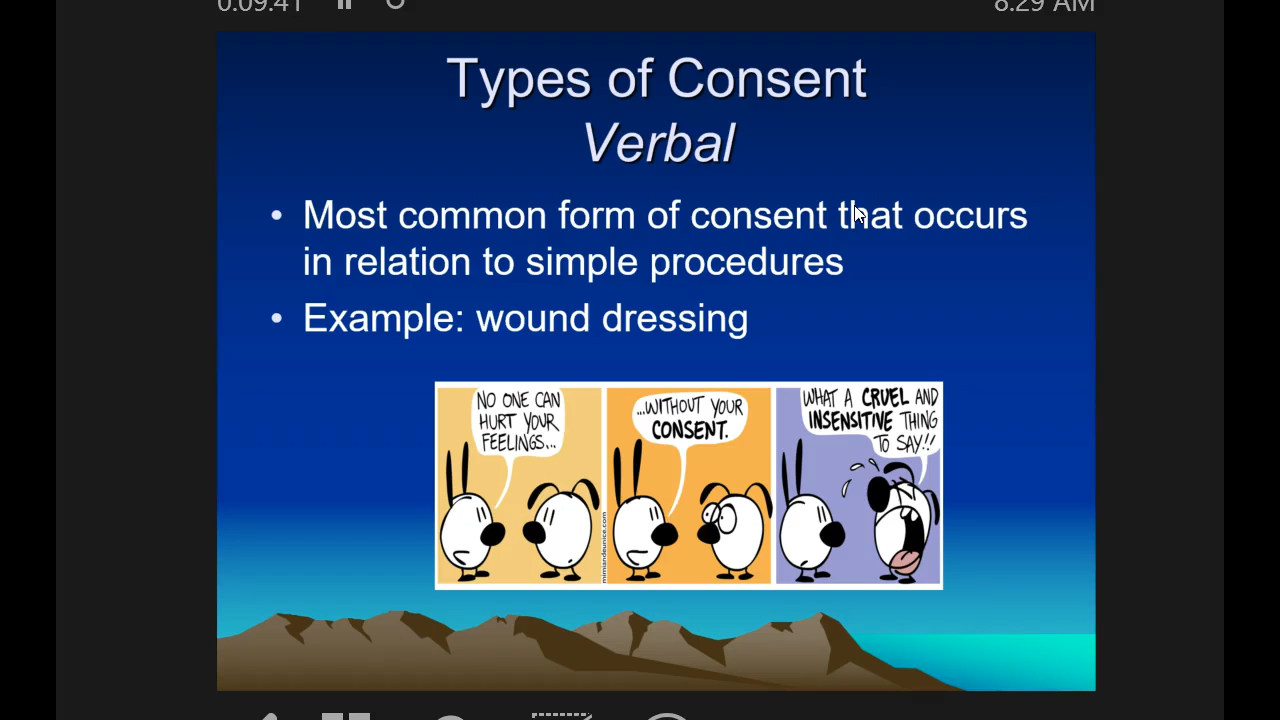 0:09:41
8:29 AM
Types of Consent
Verbal
• Most common form of consent that occurs
in relation to simple procedures
• Example: wound dressing
NO ONE CAN
HURT YOUR
FEELINGS...
...WITHOUT YOUR
CONSENT.
WHAT A CRUEL AND
INSENSITIVE THING
TO SAY!!
mimiandeunice.com